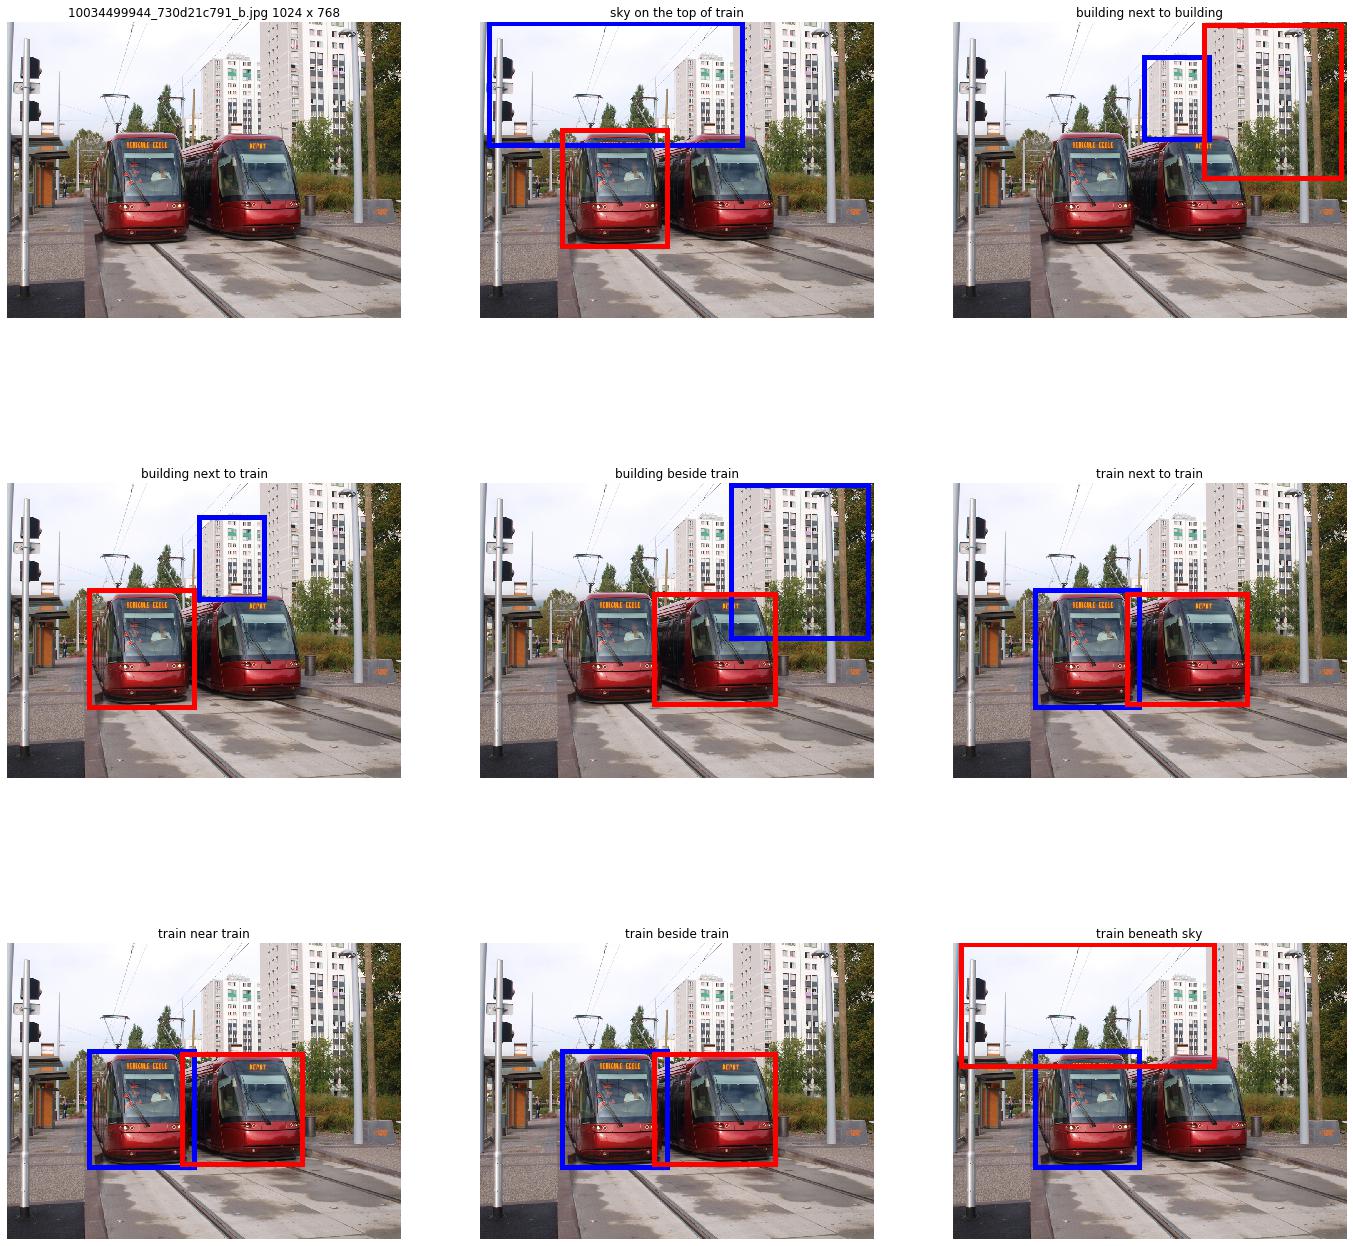 10034499944_730d21c791_b.jpg 1024 x 768
sky on the top of train
building next to building
building next to train
building beside train
train next to train
train near train
train beside train
train beneath sky